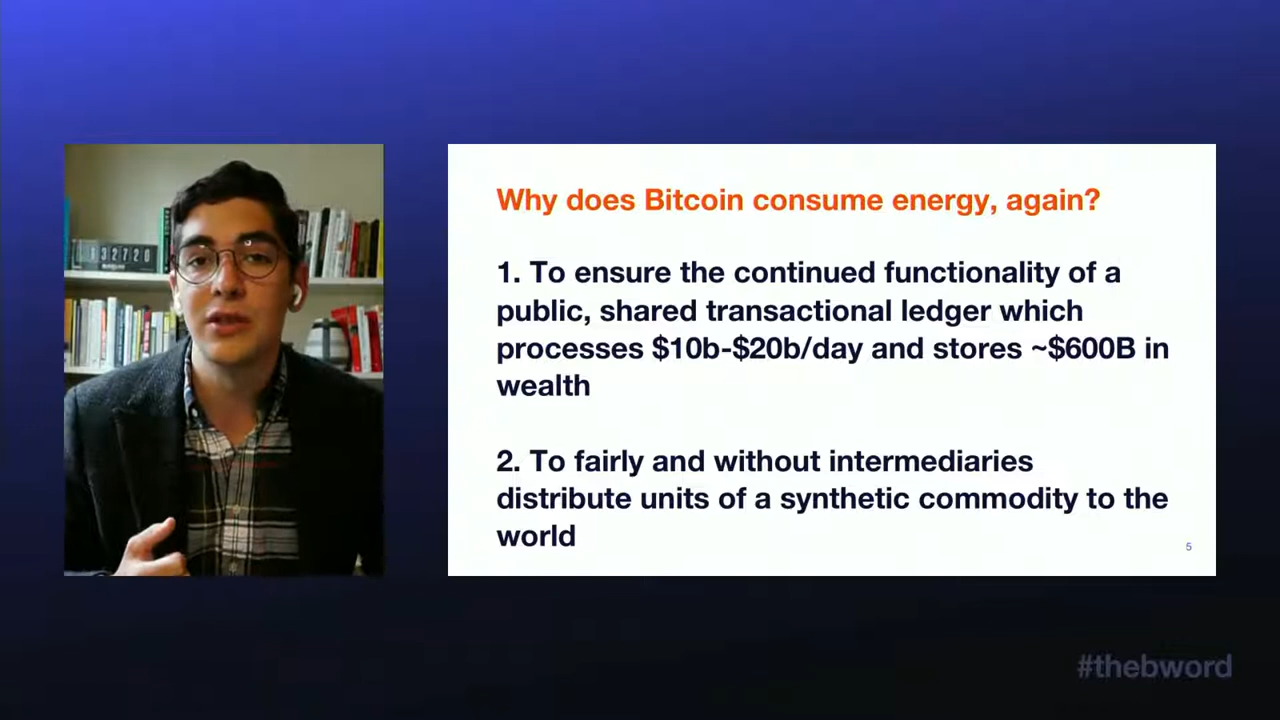 132720
Why does Bitcoin consume energy, again?
1. To ensure the continued functionality of a
public, shared transactional ledger which
processes $10b-$20b/day and stores ~$600B in
wealth
2. To fairly and without intermediaries
distribute units of a synthetic commodity to the
world
5
#thebword